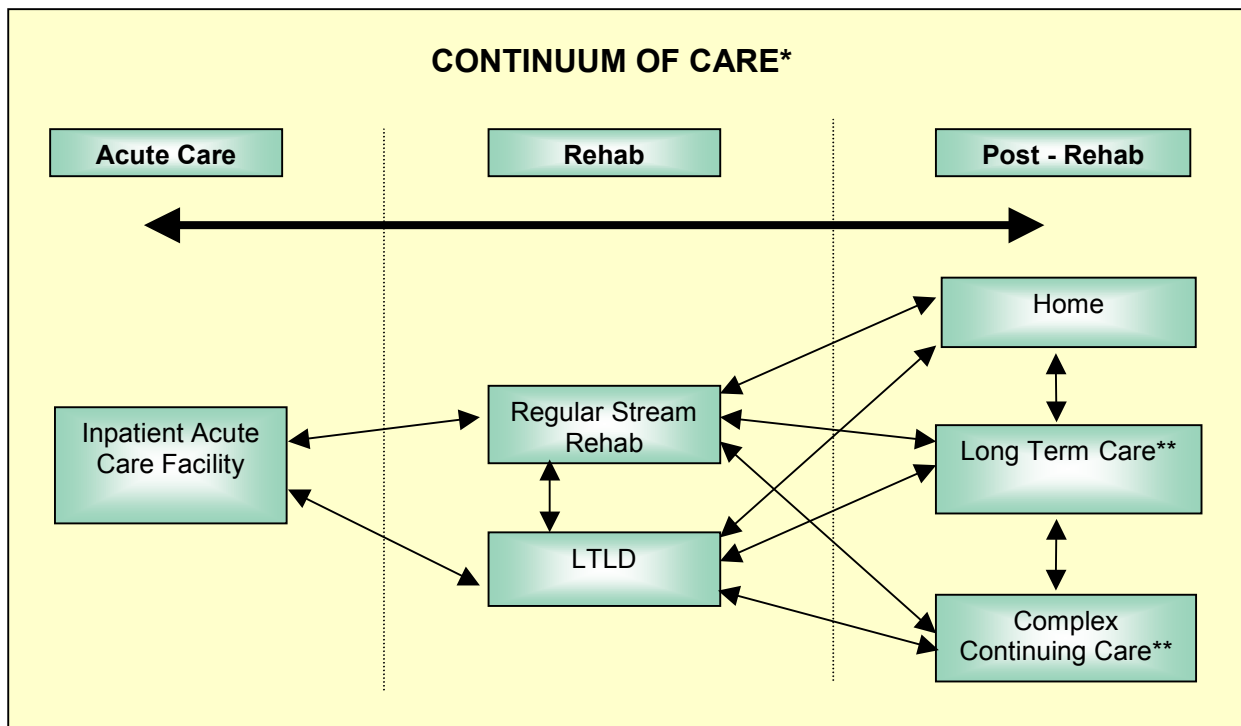 CONTINUUM OF CARE*
Acute Care
Rehab
Post - Rehab
Home
Inpatient Acute
Care Facility
Regular Stream
Rehab
Long Term Care**
LTLD
Complex
Continuing Care**